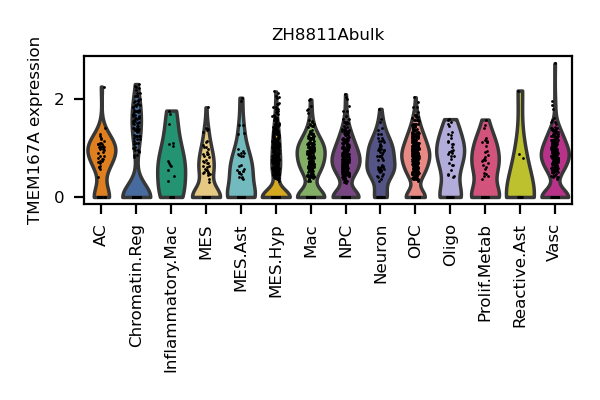 ZH8811Abulk
TMEM167A expression
2
0
AC
Chromatin.Reg
Inflammatory.Mac
MES
MES.Ast
MES.Hyp
Mac
NPC
Neuron
OPC
Oligo
Prolif.Metab
Reactive.Ast
Vasc